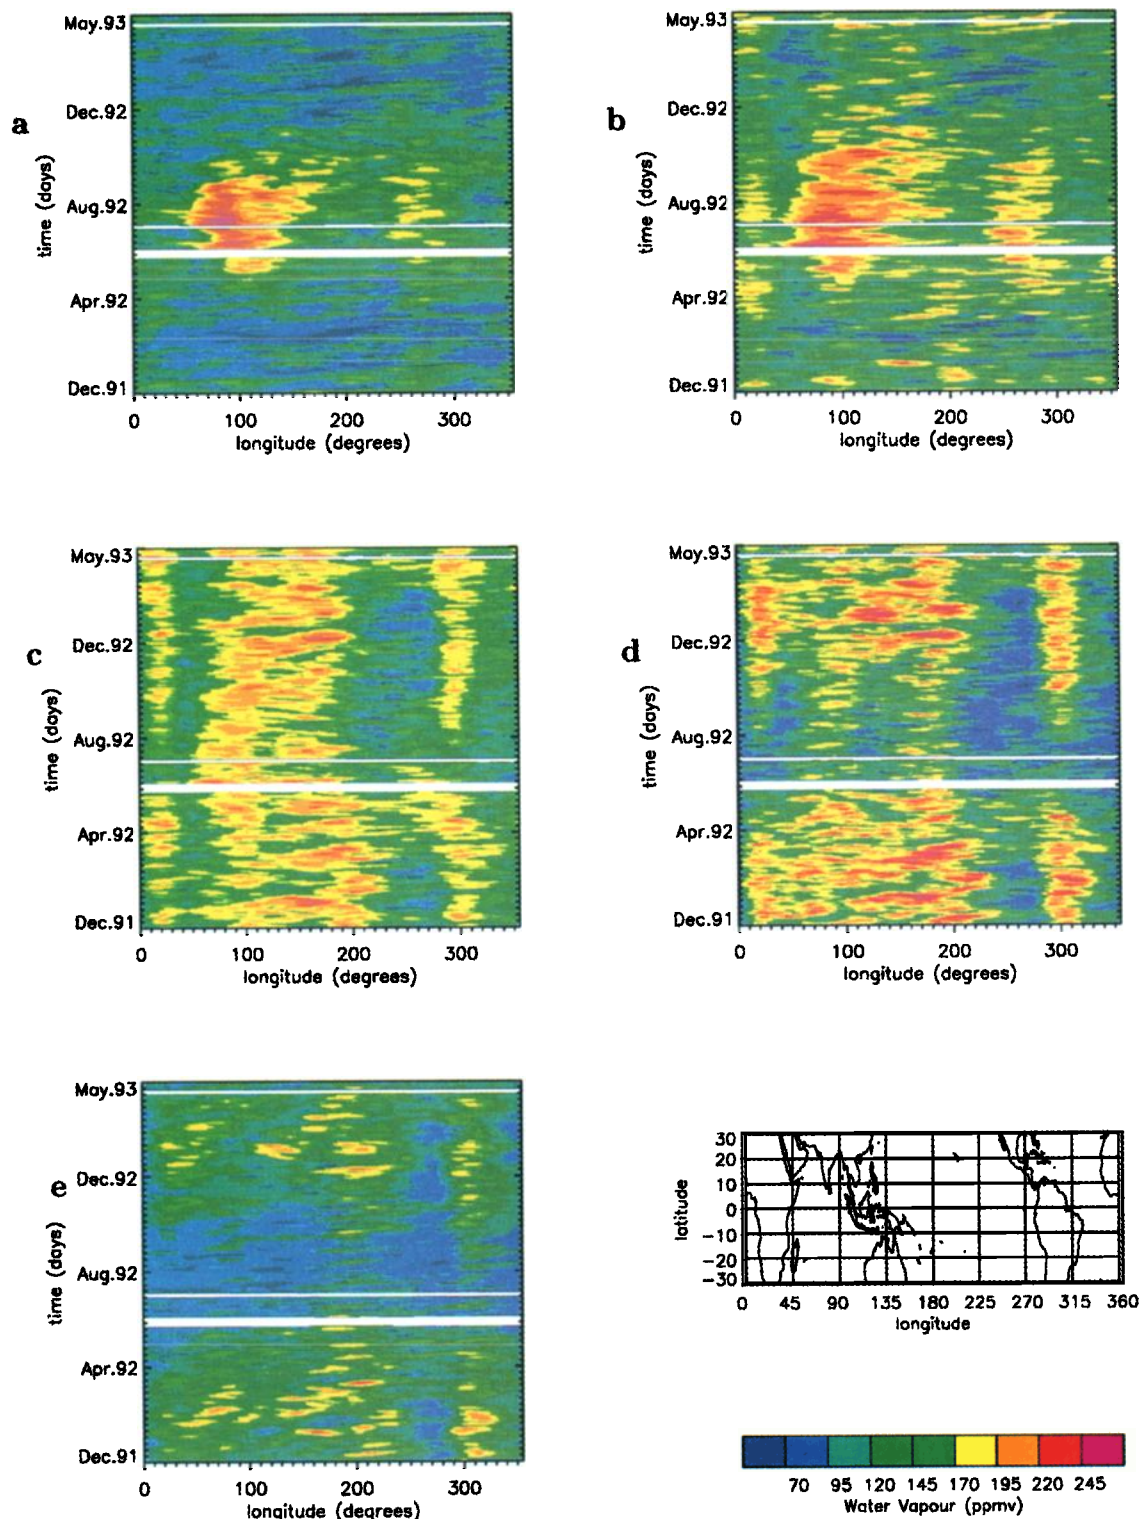 a
May.93
Dec.92
Aug.92
Apr.92
Dec.91
time (days)
0 100 200 300
longitude (degrees)
b
May.93
Dec.92
Aug.92
Apr.92
Dec.91
time (days)
0 100 200 300
longitude (degrees)
c
May.93
Dec.92
Aug.92
Apr.92
Dec.91
time (days)
0 100 200 300
longitude (degrees)
d
May.93
Dec.92
Aug.92
Apr.92
Dec.91
time (days)
0 100 200 300
longitude (degrees)
e
May.93
Dec.92
Aug.92
Apr.92
Dec.91
time (days)
0 100 200 300
longitude (degrees)
30
20
10
0
-10
-20
-30
latitude
0 45 90 135 180 225 270 315 360
longitude
70 95 120 145 170 195 220 245
Water Vapour (ppmv)